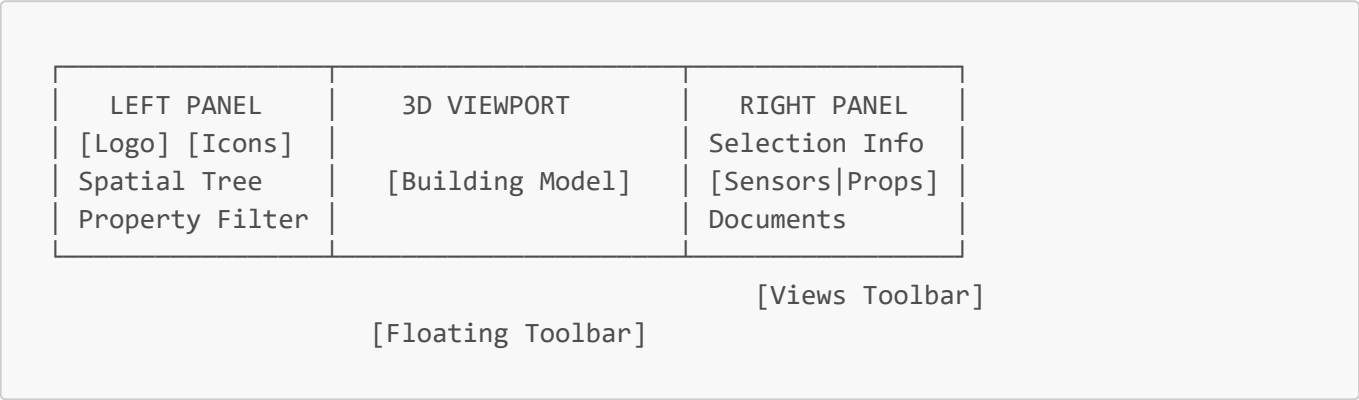 LEFT PANEL 3D VIEWPORT RIGHT PANEL
[Logo] [Icons] Selection Info
Spatial Tree [Building Model] [Sensors|Props]
Property Filter Documents
[Views Toolbar]
[Floating Toolbar]